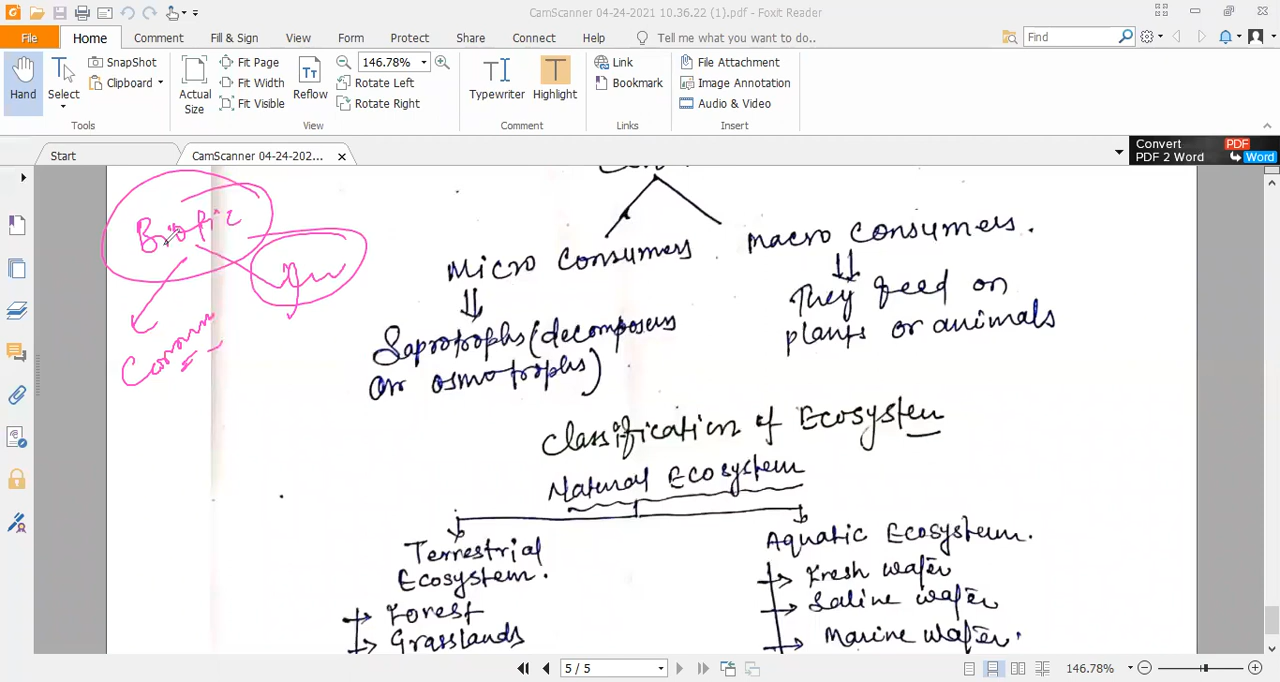 CamScanner 04-24-2021 10.36.22 (1).pdf - Foxit Reader
File Home Comment Fill & Sign View Form Protect Share Connect Help Tell me what you want to do.. Find
Hand
Select
SnapShot
Clipboard
Tools
Actual Size
Fit Page
Fit Width
Fit Visible
Reflow
146.78%
Rotate Left
Rotate Right
View
Typewriter
Highlight
Comment
Link
Bookmark
Links
File Attachment
Image Annotation
Audio & Video
Insert
Start
CamScanner 04-24-202...
Convert PDF
PDF 2 Word Word
Biotic
Micro Consumers
Macro Consumers.
Saprotrophs (decomposers
or osmotrophs)
They feed on
plants or animals
Classification of Ecosystem
Natural Ecosystem
Terrestrial
Ecosystem.
Forest
Grasslands
Aquatic Ecosystem.
Fresh water
Saline water
Marine water.
5 / 5
146.78%